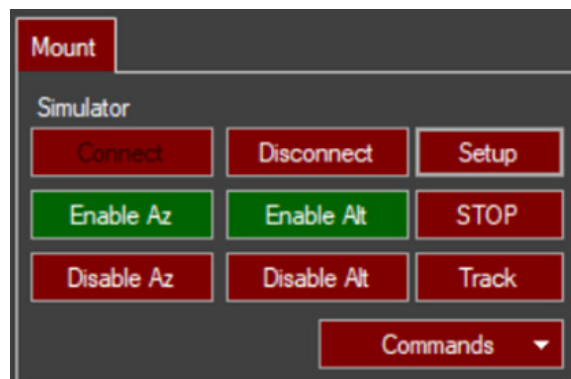 Mount
Simulator
Connect Disconnect Setup
Enable Az Enable Alt STOP
Disable Az Disable Alt Track
Commands